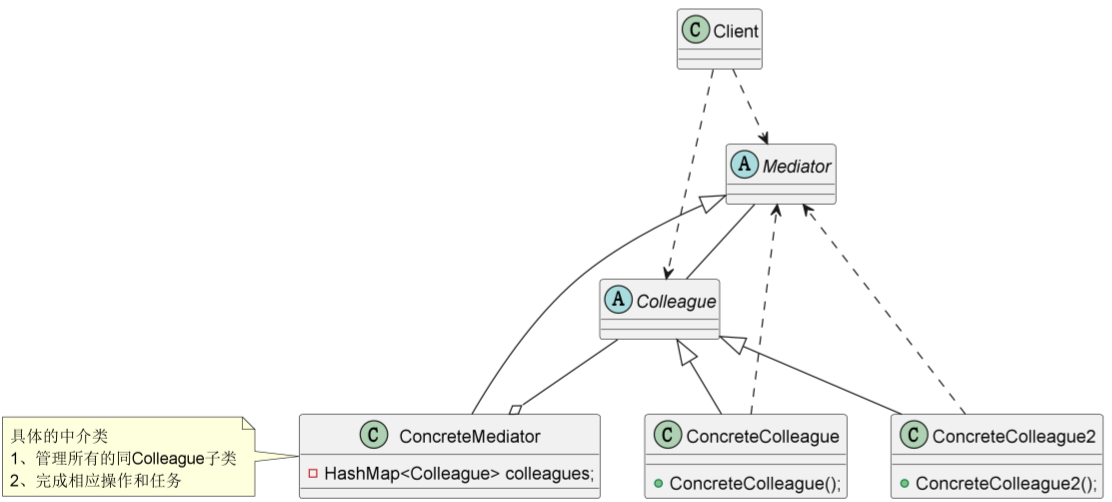 C Client
A Mediator
A Colleague
具体的中介类
1、管理所有的同Colleague子类
2、完成相应操作和任务
C ConcreteMediator
HashMap<Colleague> colleagues;
C ConcreteColleague
ConcreteColleague();
C ConcreteColleague2
ConcreteColleague2();